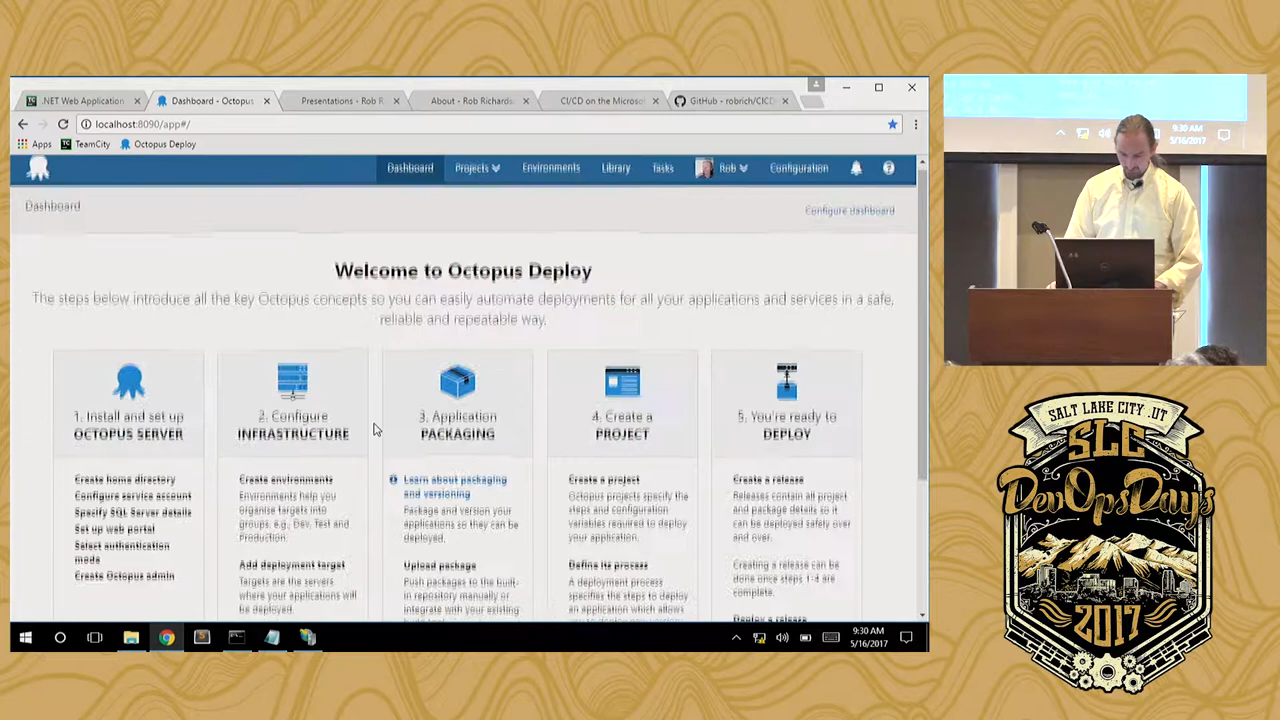 .NET Web Application
Dashboard - Octopus
Presentations - Rob R
About - Rob Richards
CI/CD on the Microso
GitHub - robrich/CICD
localhost:8090/app#/
Apps
TeamCity
Octopus Deploy
Dashboard
Projects
Environments
Library
Tasks
Rob
Configuration
Dashboard
Configure dashboard
Welcome to Octopus Deploy
The steps below introduce all the key Octopus concepts so you can easily automate deployments for all your applications and services in a safe,
reliable and repeatable way.
1. Install and set up
OCTOPUS SERVER
Create home directory
Configure service account
Specify SQL Server details
Set up web portal
Select authentication
mode
Create Octopus admin
2. Configure
INFRASTRUCTURE
Create environments
Environments help you
organise targets into
groups, e.g., Dev, Test and
Production.
Add deployment target
Targets are the servers
where your applications will
be deployed.
3. Application
PACKAGING
Learn about packaging
and versioning
Package and version your
applications so they can be
deployed.
Upload package
Push packages to the built-
in repository manually or
integrate with your existing
4. Create a
PROJECT
Create a project
Octopus projects specify the
steps and configuration
variables required to deploy
your application.
Define its process
A deployment process
specifies the steps to deploy
an application which allows
5. You're ready to
DEPLOY
Create a release
Releases contain all project
and package details so it
can be deployed safely over
and over.
Creating a release can be
done once steps 1-4 are
complete.
Deploy a release
9:30 AM
5/16/2017
9:30 AM
5/16/2017
SALT LAKE CITY .UT
SLC
DevOpsDays
2017